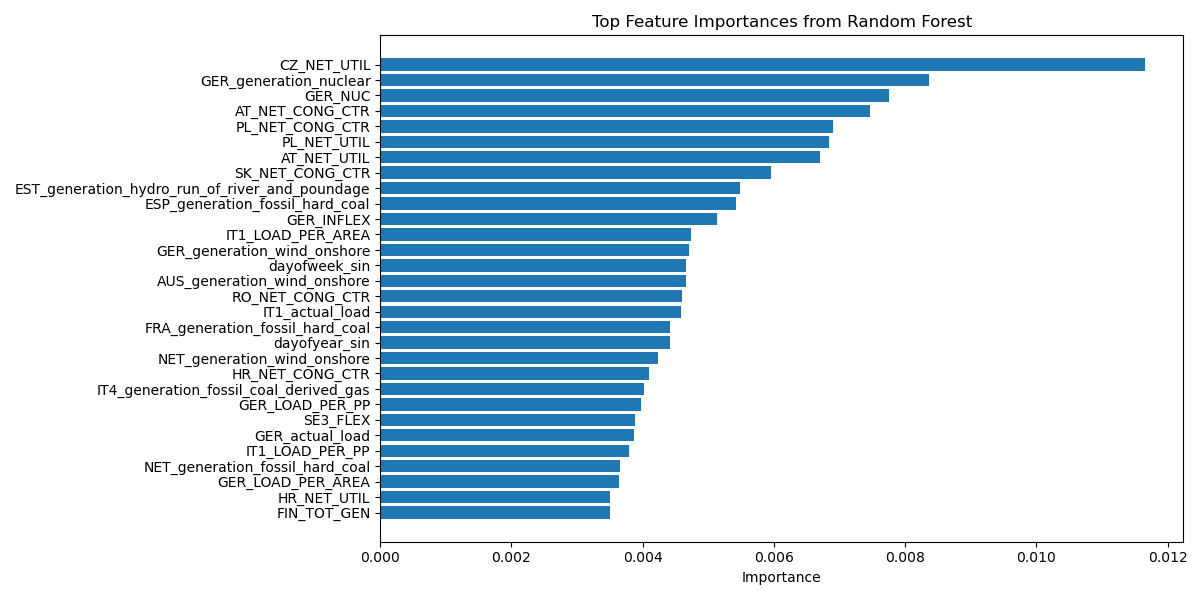 Top Feature Importances from Random Forest
CZ_NET_UTIL
GER_generation_nuclear
GER_NUC
AT_NET_CONG_CTR
PL_NET_CONG_CTR
PL_NET_UTIL
AT_NET_UTIL
SK_NET_CONG_CTR
EST_generation_hydro_run_of_river_and_poundage
ESP_generation_fossil_hard_coal
GER_INFLEX
IT1_LOAD_PER_AREA
GER_generation_wind_onshore
dayofweek_sin
AUS_generation_wind_onshore
RO_NET_CONG_CTR
IT1_actual_load
FRA_generation_fossil_hard_coal
dayofyear_sin
NET_generation_wind_onshore
HR_NET_CONG_CTR
IT4_generation_fossil_coal_derived_gas
GER_LOAD_PER_PP
SE3_FLEX
GER_actual_load
IT1_LOAD_PER_PP
NET_generation_fossil_hard_coal
GER_LOAD_PER_AREA
HR_NET_UTIL
FIN_TOT_GEN
0.000 0.002 0.004 0.006 0.008 0.010 0.012
Importance